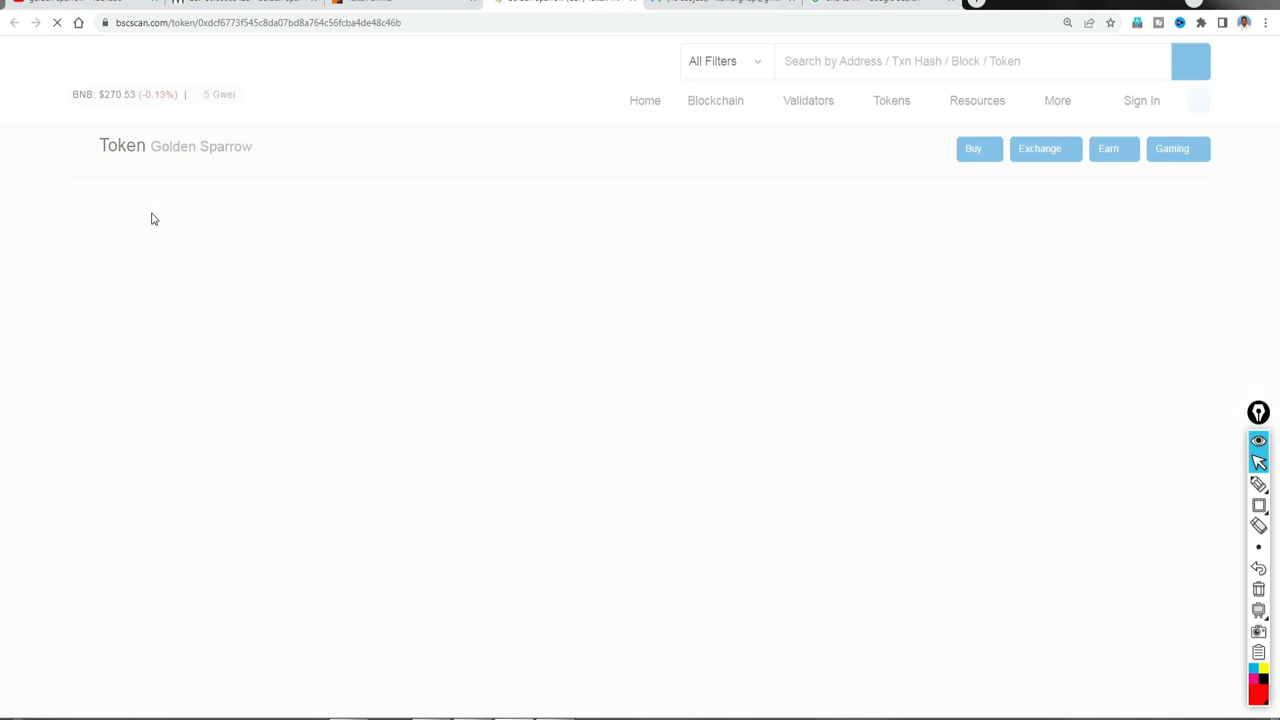 bscscan.com/token/0xdcf6773f545c8da07bd8a764c56fcba4de48c46b
All Filters
Search by Address / Txn Hash / Block / Token
BNB: $270.53 (-0.13%) | 5 Gwei
Home Blockchain Validators Tokens Resources More Sign In
Token Golden Sparrow
Buy Exchange Earn Gaming